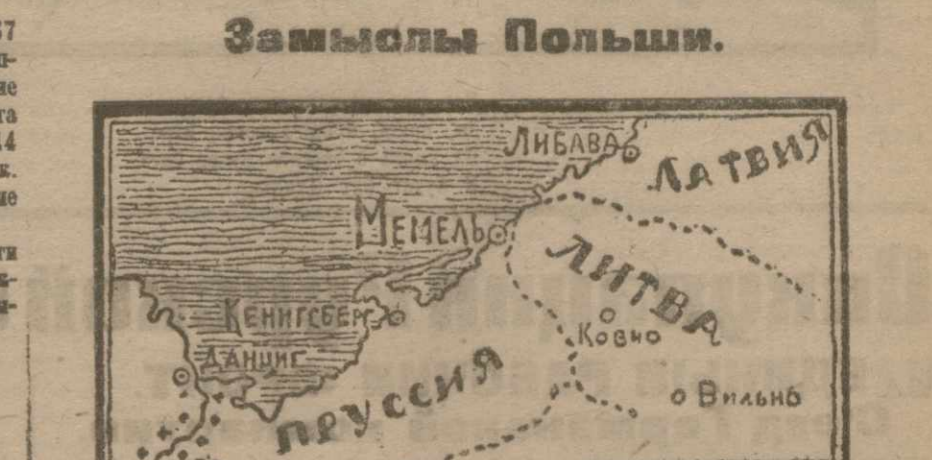 Замыслы Польши.
ЛИБАВА
ЛАТВИЯ
МЕМЕЛЬ
ЛИТВА
КЕНИГСБЕРГ
Ковно
ДАНЦИГ
ПРУССИЯ
Вильно